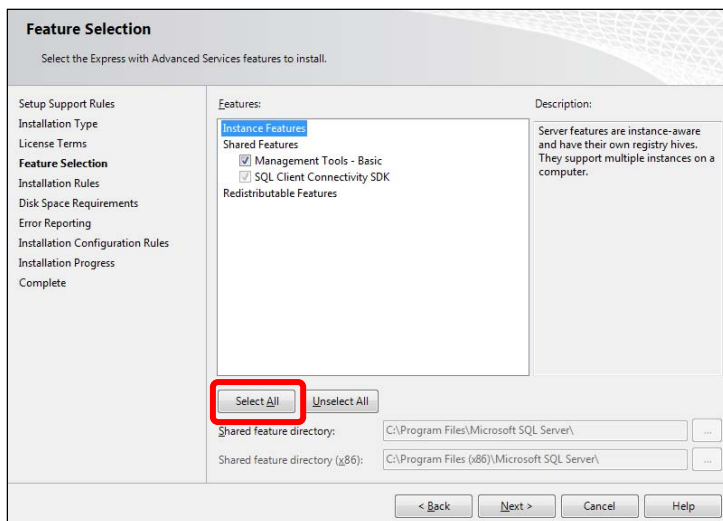 Feature Selection
Select the Express with Advanced Services features to install.
Setup Support Rules
Installation Type
License Terms
Feature Selection
Installation Rules
Disk Space Requirements
Error Reporting
Installation Configuration Rules
Installation Progress
Complete
Features:
Instance Features
Shared Features
Management Tools - Basic
SQL Client Connectivity SDK
Redistributable Features
Description:
Server features are instance-aware
and have their own registry hives.
They support multiple instances on a
computer.
Select All
Unselect All
Shared feature directory:
C:\Program Files\Microsoft SQL Server\
...
Shared feature directory (x86):
C:\Program Files (x86)\Microsoft SQL Server\
...
< Back
Next >
Cancel
Help